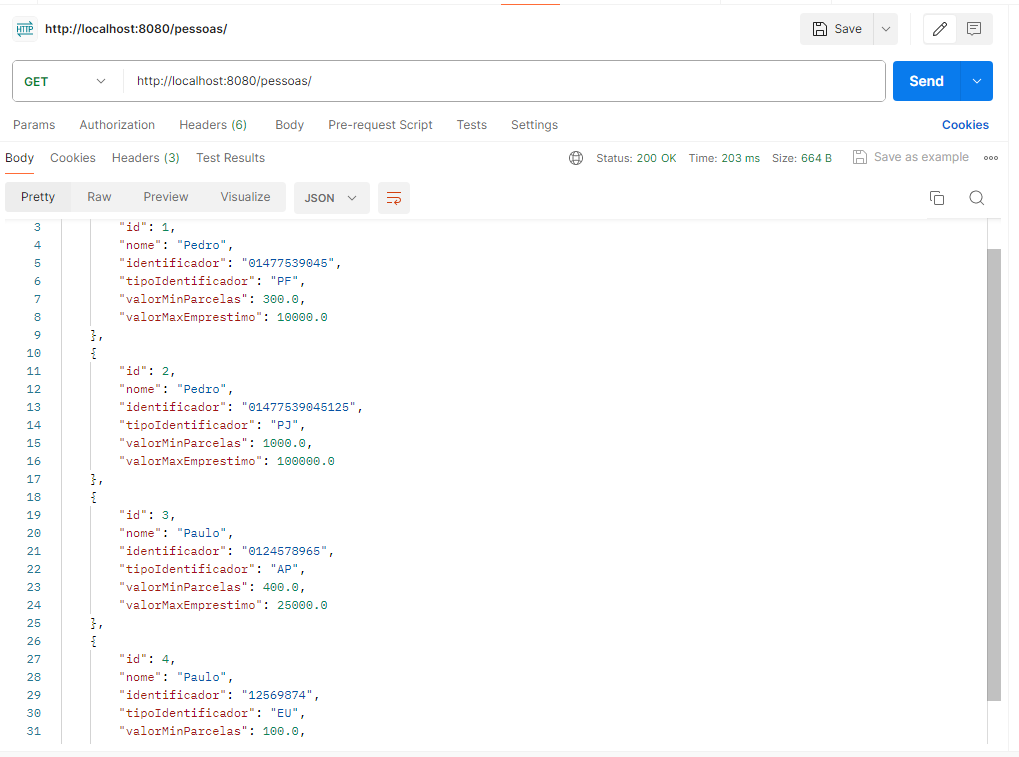 HTTP http://localhost:8080/pessoas/ Save
GET http://localhost:8080/pessoas/ Send
Params Authorization Headers (6) Body Pre-request Script Tests Settings Cookies
Body Cookies Headers (3) Test Results Status: 200 OK Time: 203 ms Size: 664 B Save as example
Pretty Raw Preview Visualize JSON
3 "id": 1,
4 "nome": "Pedro",
5 "identificador": "01477539045",
6 "tipoIdentificador": "PF",
7 "valorMinParcelas": 300.0,
8 "valorMaxEmprestimo": 10000.0
9 },
10 {
11 "id": 2,
12 "nome": "Pedro",
13 "identificador": "01477539045125",
14 "tipoIdentificador": "PJ",
15 "valorMinParcelas": 1000.0,
16 "valorMaxEmprestimo": 100000.0
17 },
18 {
19 "id": 3,
20 "nome": "Paulo",
21 "identificador": "0124578965",
22 "tipoIdentificador": "AP",
23 "valorMinParcelas": 400.0,
24 "valorMaxEmprestimo": 25000.0
25 },
26 {
27 "id": 4,
28 "nome": "Paulo",
29 "identificador": "12569874",
30 "tipoIdentificador": "EU",
31 "valorMinParcelas": 100.0,